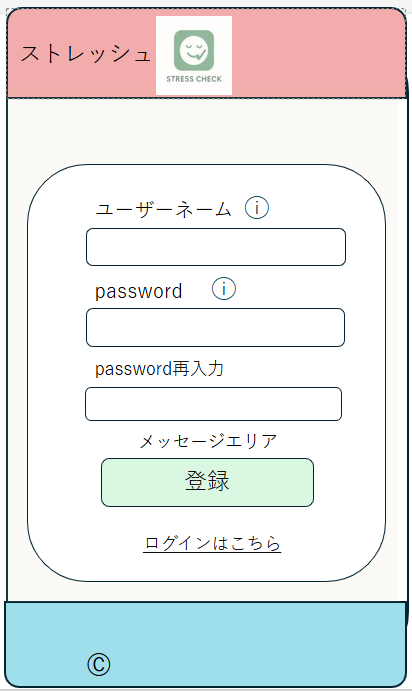 ストレッシュ
STRESS CHECK
ユーザーネーム ⓘ
password ⓘ
password再入力
メッセージエリア
登録
ログインはこちら
©